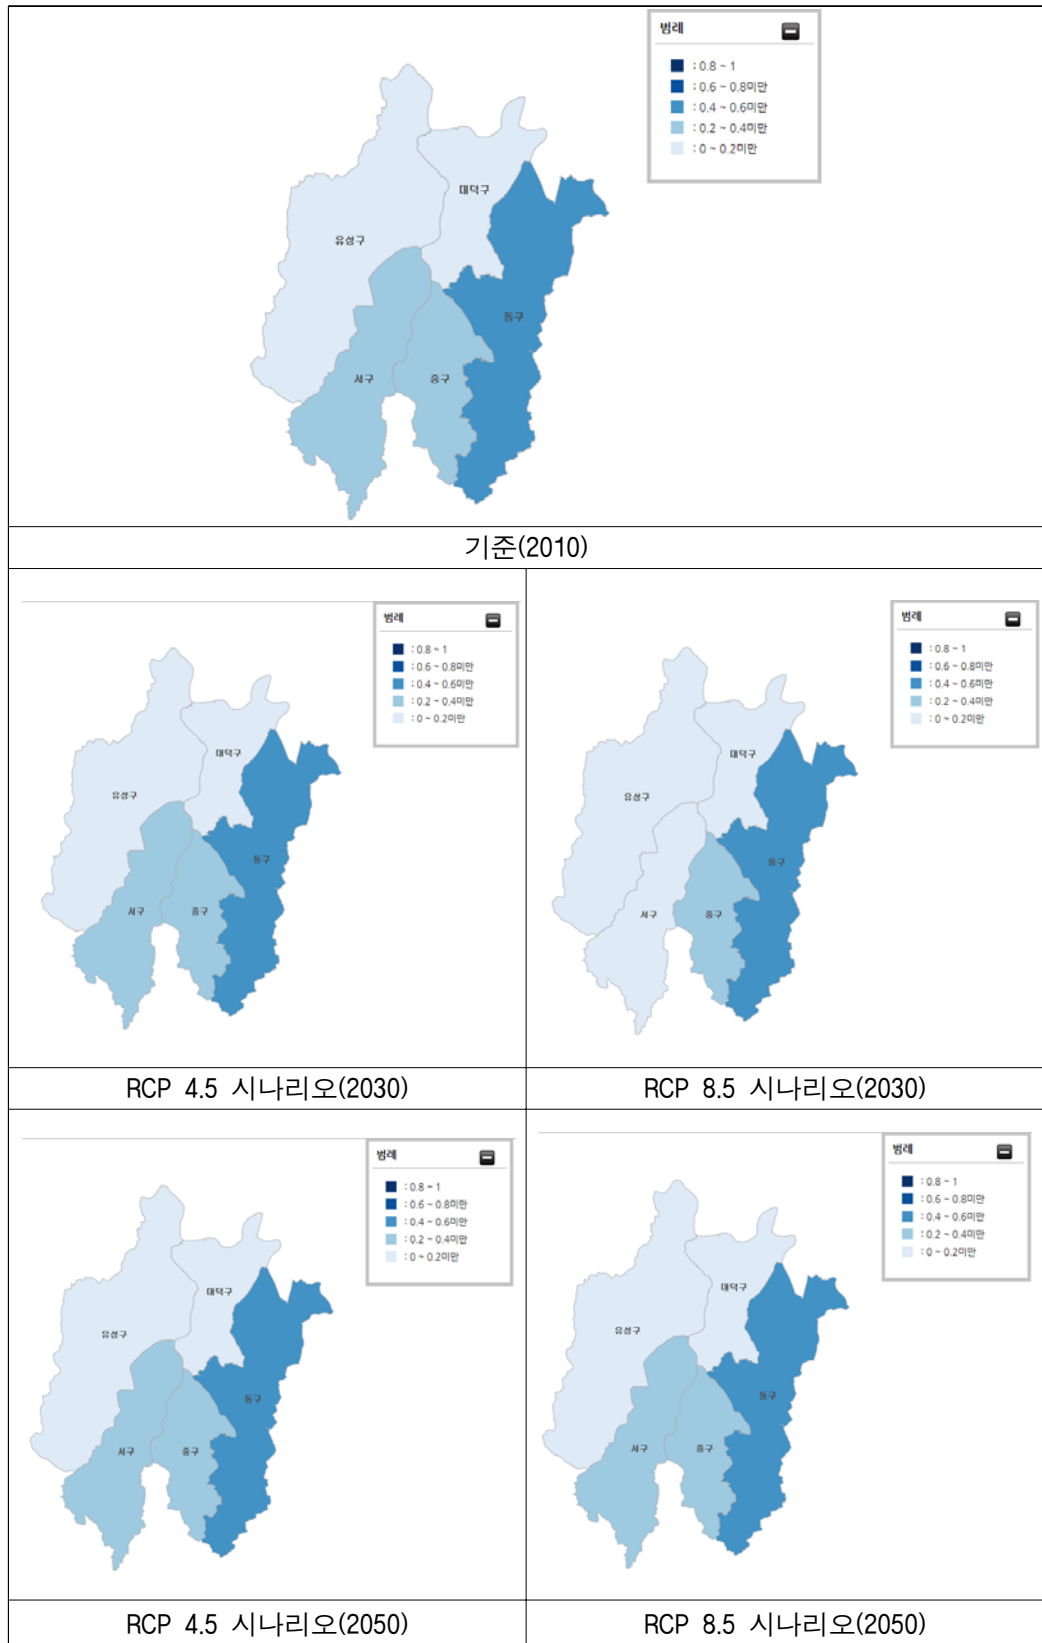 범례
: 0.8 ~ 1
: 0.6 ~ 0.8미만
: 0.4 ~ 0.6미만
: 0.2 ~ 0.4미만
: 0 ~ 0.2미만
대덕구
유성구
동구
서구
중구
기준(2010)
범례
: 0.8 ~ 1
: 0.6 ~ 0.8미만
: 0.4 ~ 0.6미만
: 0.2 ~ 0.4미만
: 0 ~ 0.2미만
대덕구
유성구
동구
서구
중구
범례
: 0.8 ~ 1
: 0.6 ~ 0.8미만
: 0.4 ~ 0.6미만
: 0.2 ~ 0.4미만
: 0 ~ 0.2미만
대덕구
유성구
동구
서구
중구
RCP 4.5 시나리오(2030)
RCP 8.5 시나리오(2030)
범례
: 0.8 ~ 1
: 0.6 ~ 0.8미만
: 0.4 ~ 0.6미만
: 0.2 ~ 0.4미만
: 0 ~ 0.2미만
대덕구
유성구
동구
서구
중구
범례
: 0.8 ~ 1
: 0.6 ~ 0.8미만
: 0.4 ~ 0.6미만
: 0.2 ~ 0.4미만
: 0 ~ 0.2미만
대덕구
유성구
동구
서구
중구
RCP 4.5 시나리오(2050)
RCP 8.5 시나리오(2050)